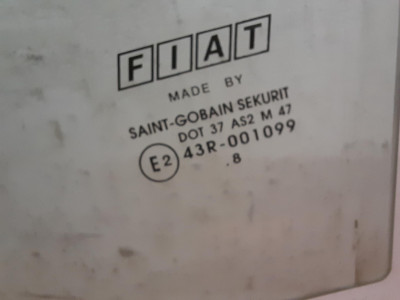 FIAT
MADE BY
SAINT-GOBAIN SEKURIT
DOT 37 AS2 M 47
E2 43R-001099
.8